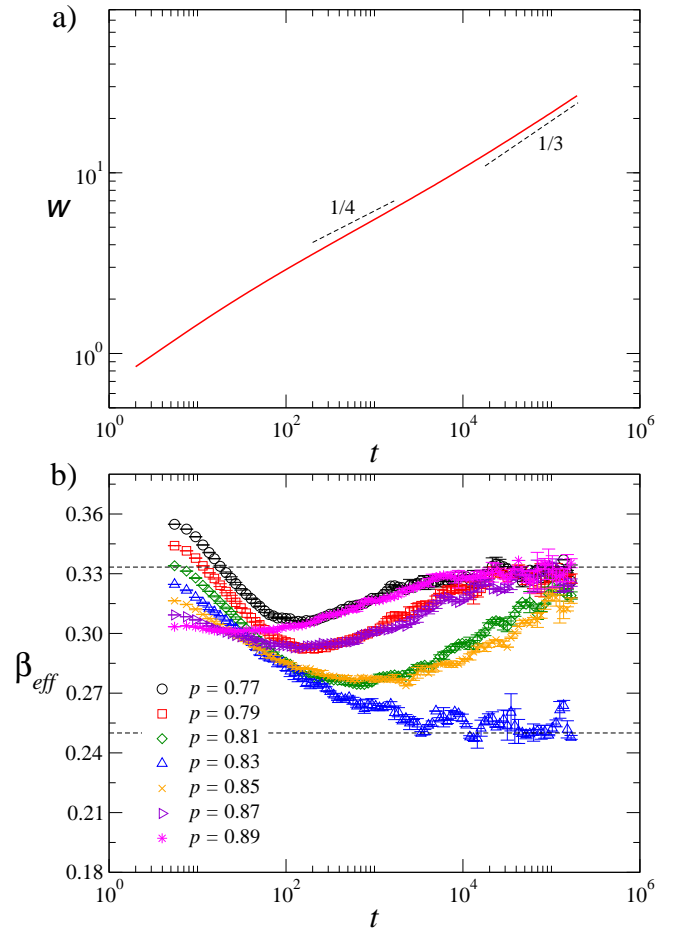 a)
10^1
10^0
W
1/4
1/3
10^0
10^2
10^4
10^6
t
b)
0.36
0.33
0.30
0.27
0.25
0.21
0.18
β_eff
p = 0.77
p = 0.79
p = 0.81
p = 0.83
p = 0.85
p = 0.87
p = 0.89
10^0
10^2
10^4
10^6
t